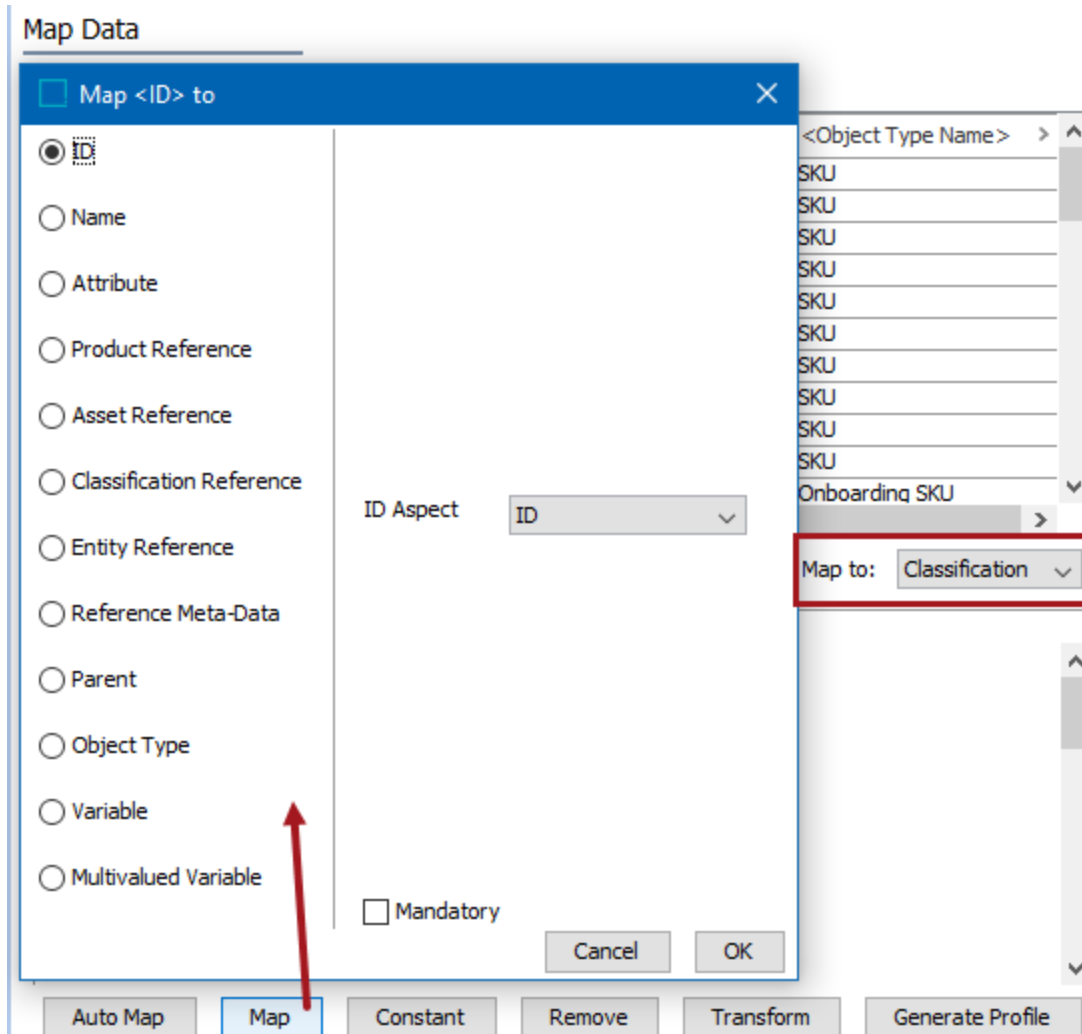 Map Data
Map <ID> to
ID
Name
Attribute
Product Reference
Asset Reference
Classification Reference
Entity Reference
Reference Meta-Data
Parent
Object Type
Variable
Multivalued Variable
ID Aspect
ID
Mandatory
Cancel
OK
<Object Type Name>
SKU
SKU
SKU
SKU
SKU
SKU
SKU
SKU
SKU
SKU
Onboarding SKU
Map to:
Classification
Auto Map
Map
Constant
Remove
Transform
Generate Profile